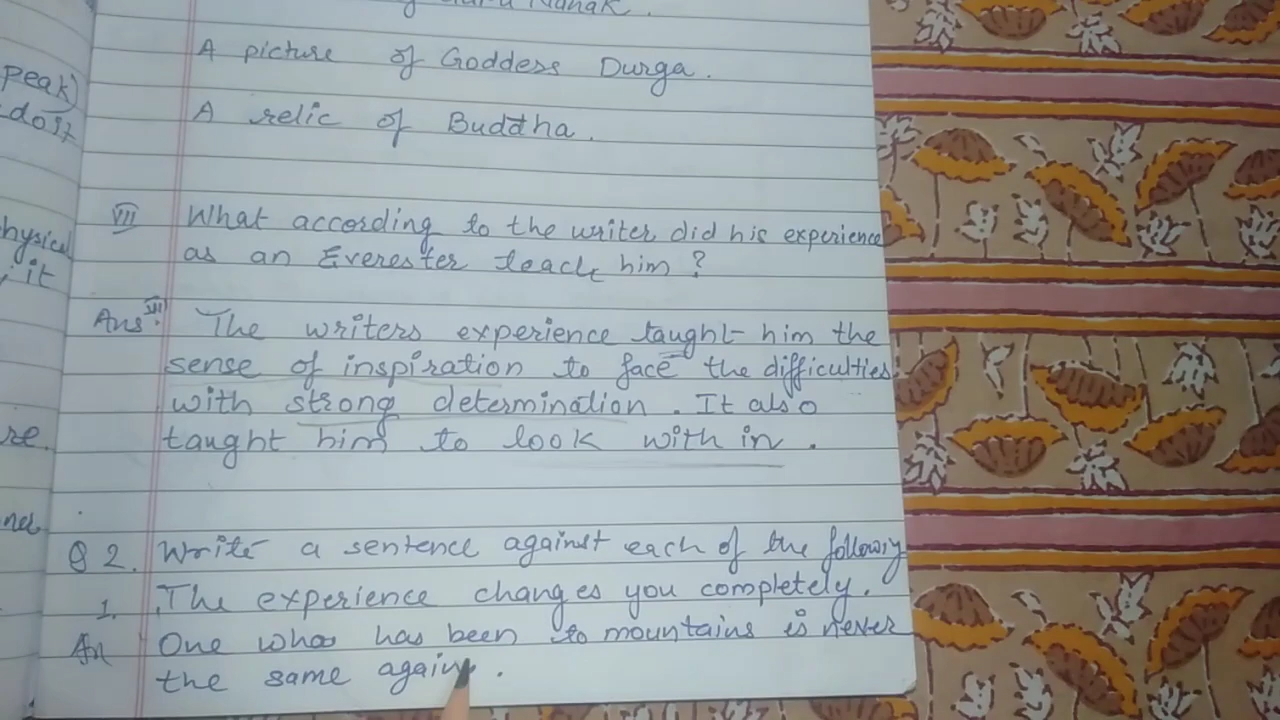 Nanak.
A picture of Goddess Durga.
A relic of Buddha.
peak)
VII What according to the writer did his experience
as an Everester teach him?
it
Ans VII The writers experience taught him the
sense of inspiration to face the difficulties
with strong determination. It also
taught him to look with in.
Q 2. Write a sentence against each of the following
1. The experience changes you completely.
An One who has been to mountains is never
the same again.